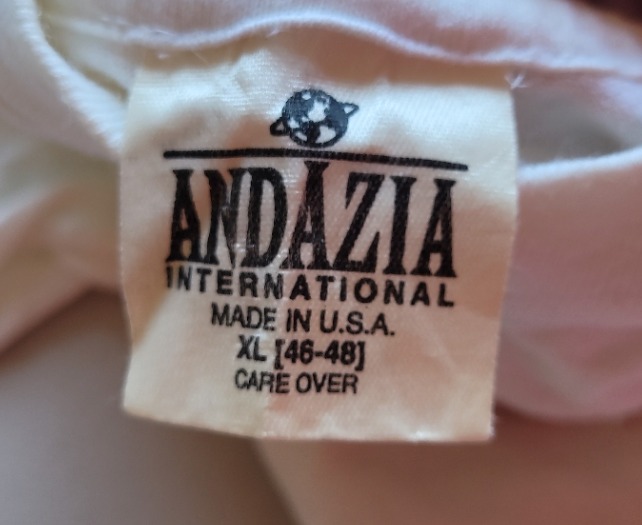 ANDAZIA
INTERNATIONAL
MADE IN U.S.A.
XL [46-48]
CARE OVER